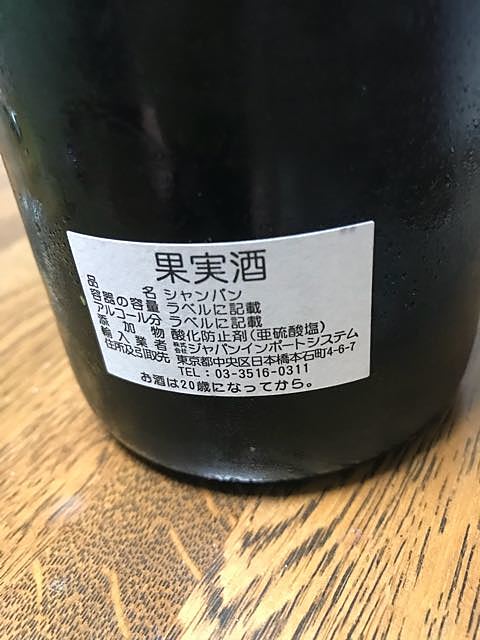 果実酒
品名 シャンパン
容器の容量 ラベルに記載
アルコール分 ラベルに記載
添加物 酸化防止剤(亜硫酸塩)
輸入業者 株式会社ジャパンインポートシステム
住所及引取先 東京都中央区日本橋本石町4-6-7
TEL:03-3516-0311
お酒は20歳になってから。